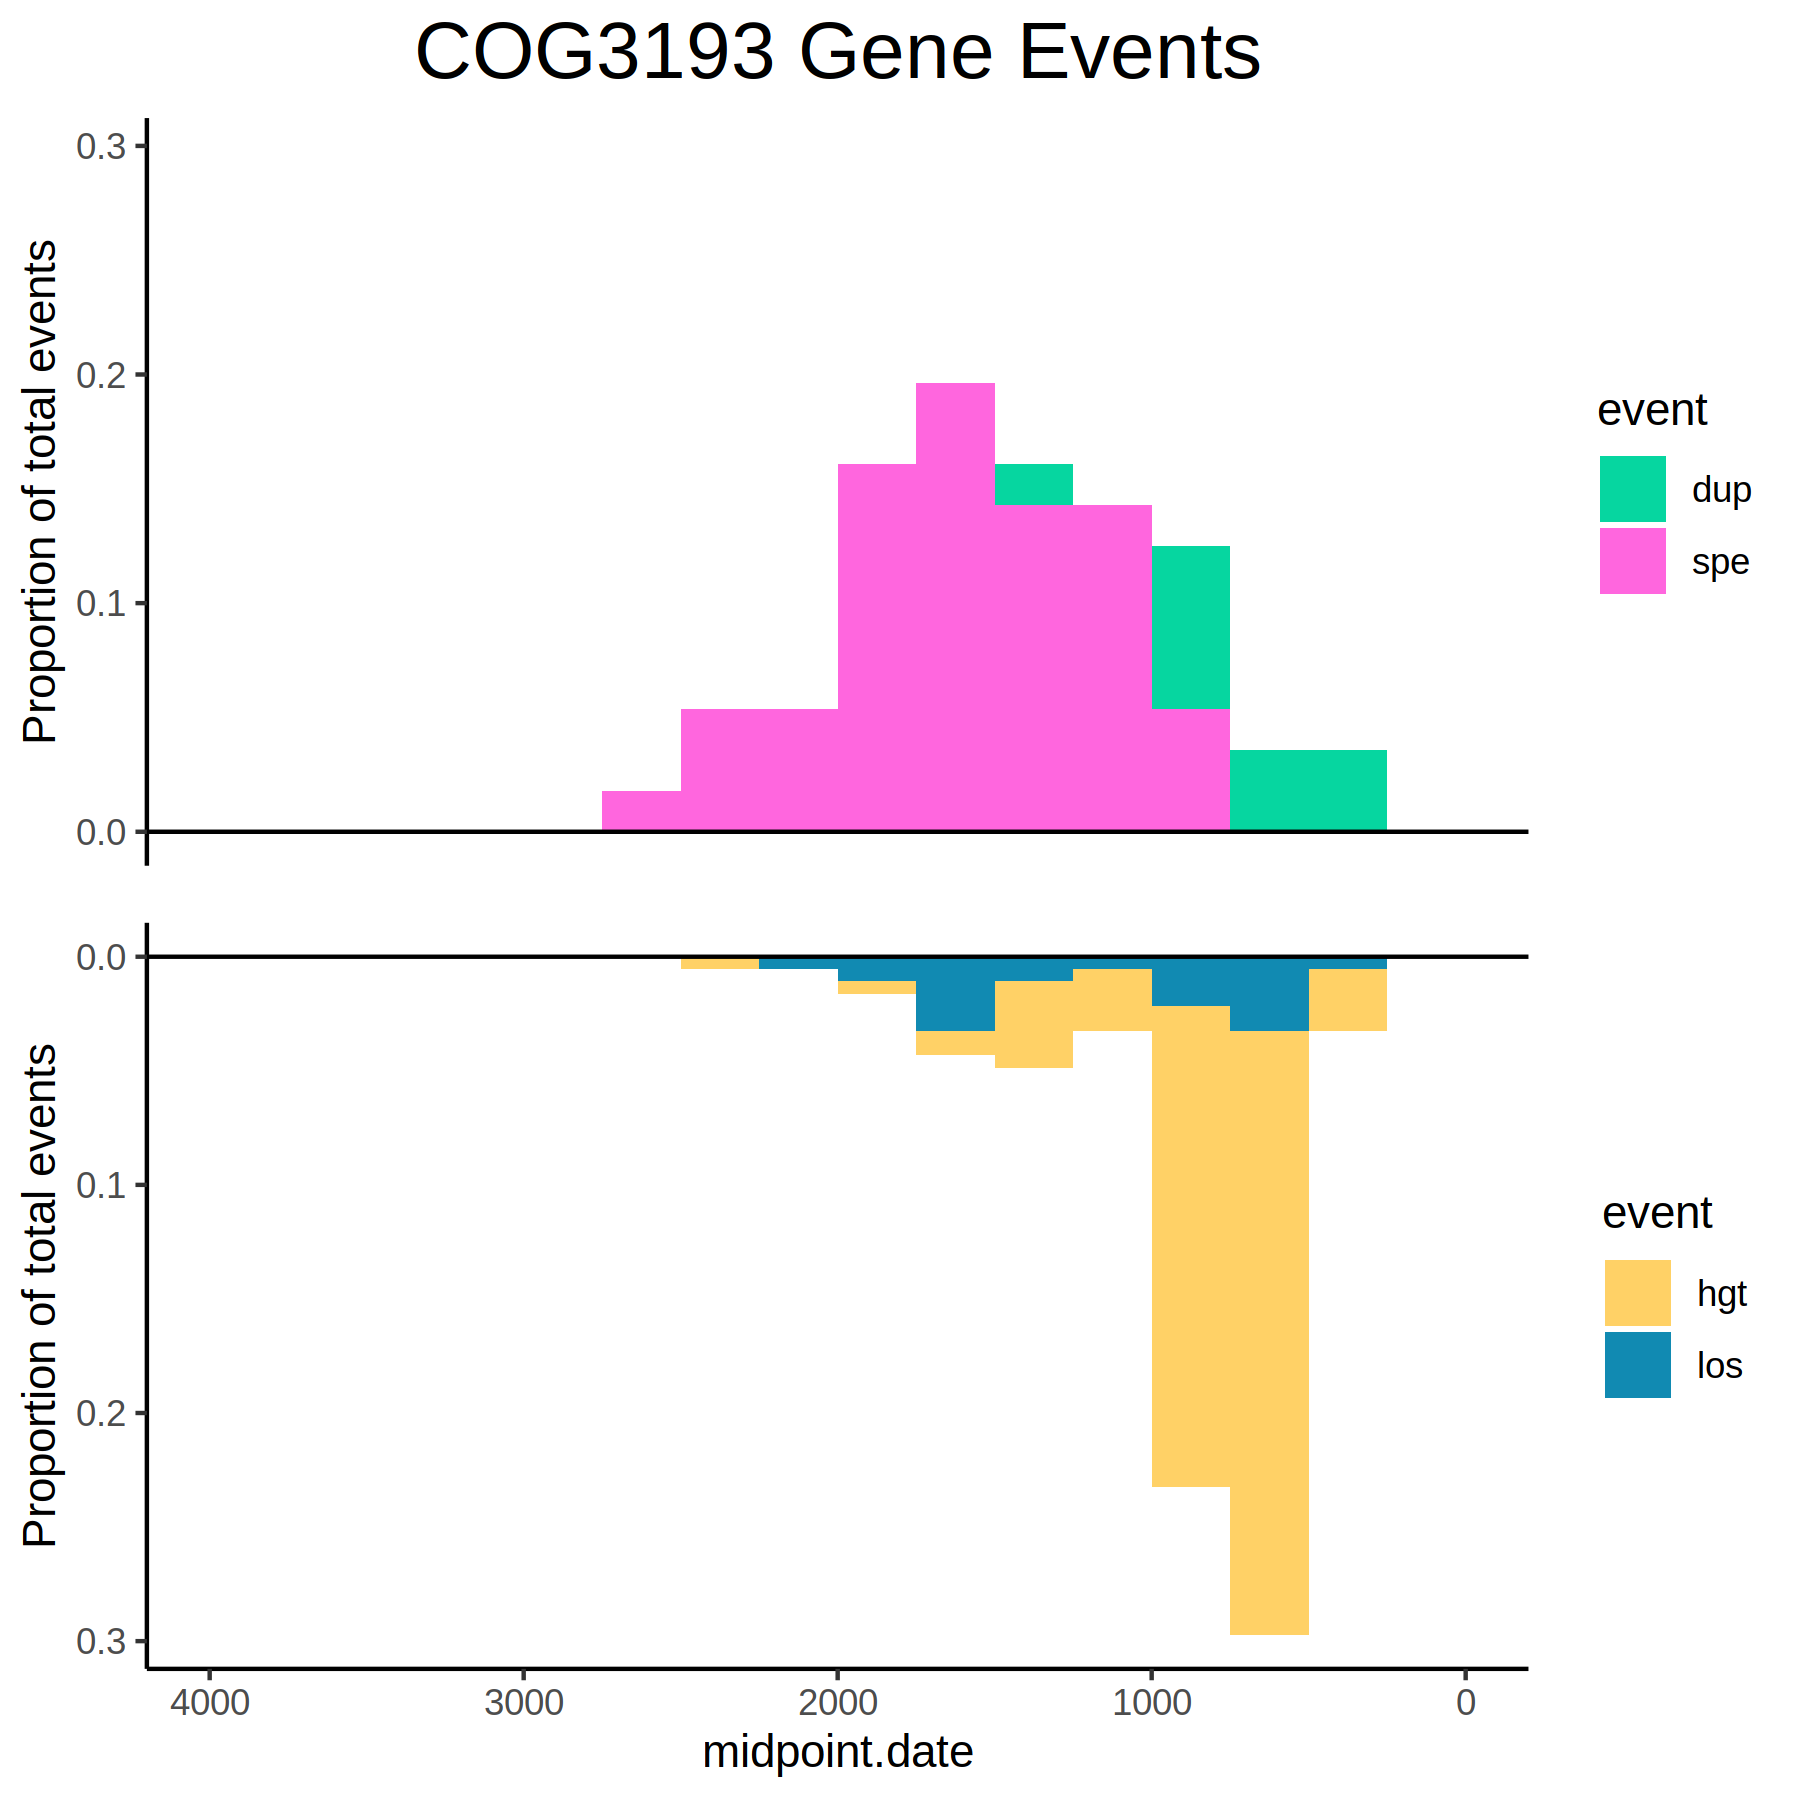 COG3193 Gene Events
Proportion of total events
0.3
0.2
0.1
0.0
event
dup
spe
Proportion of total events
0.0
0.1
0.2
0.3
event
hgt
los
4000 3000 2000 1000 0
midpoint.date